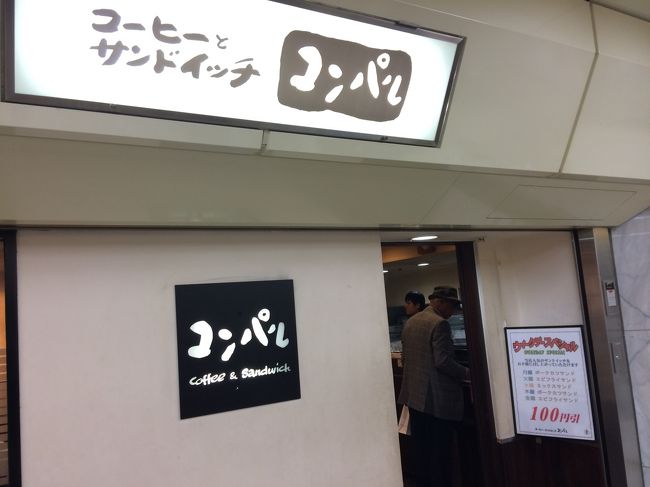 コーヒーと
サンドイッチ
コンパル
コンパル
coffee & sandwich
ウィークデースペシャル
WEEKDAY SPECIAL
月曜 ポークカツサンド
火曜 エビフライサンド
水曜 ミックスサンド
木曜 ポークカツサンド
金曜 エビフライサンド
100円引